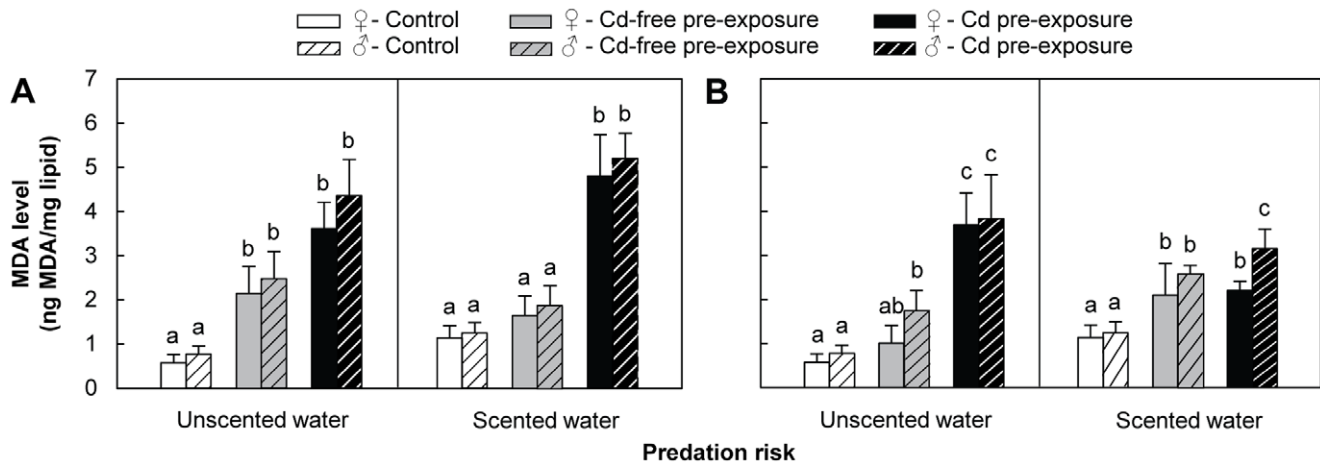 ♀ - Control ♀ - Cd-free pre-exposure ♀ - Cd pre-exposure
♂ - Control ♂ - Cd-free pre-exposure ♂ - Cd pre-exposure
A
B
MDA level
(ng MDA/mg lipid)
7
6
5
4
3
2
1
0
a a b b b b
a a a a b b
a a ab b c c
a a b b b c
Unscented water Scented water Unscented water Scented water
Predation risk